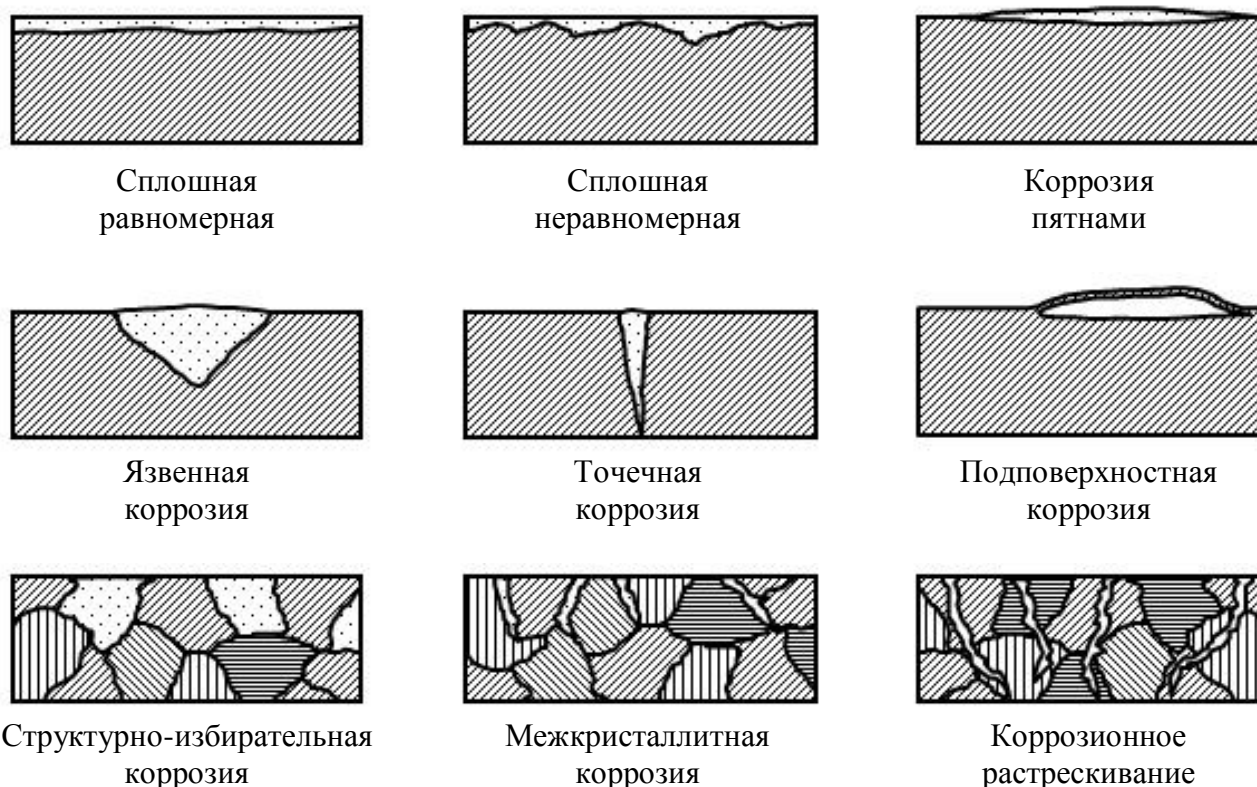 Сплошная
равномерная
Сплошная
неравномерная
Коррозия
пятнами
Язвенная
коррозия
Точечная
коррозия
Подповерхностная
коррозия
Структурно-избирательная
коррозия
Межкристаллитная
коррозия
Коррозионное
растрескивание